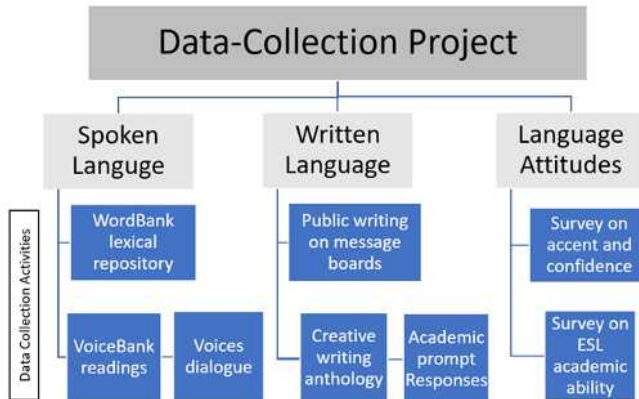 Data-Collection Project
Spoken
Languge
Written
Language
Language
Attitudes
Data Collection Activities
WordBank
lexical
repository
Public writing
on message
boards
Survey on
accent and
confidence
VoiceBank
readings
Voices
dialogue
Creative
writing
anthology
Academic
prompt
Responses
Survey on
ESL
academic
ability